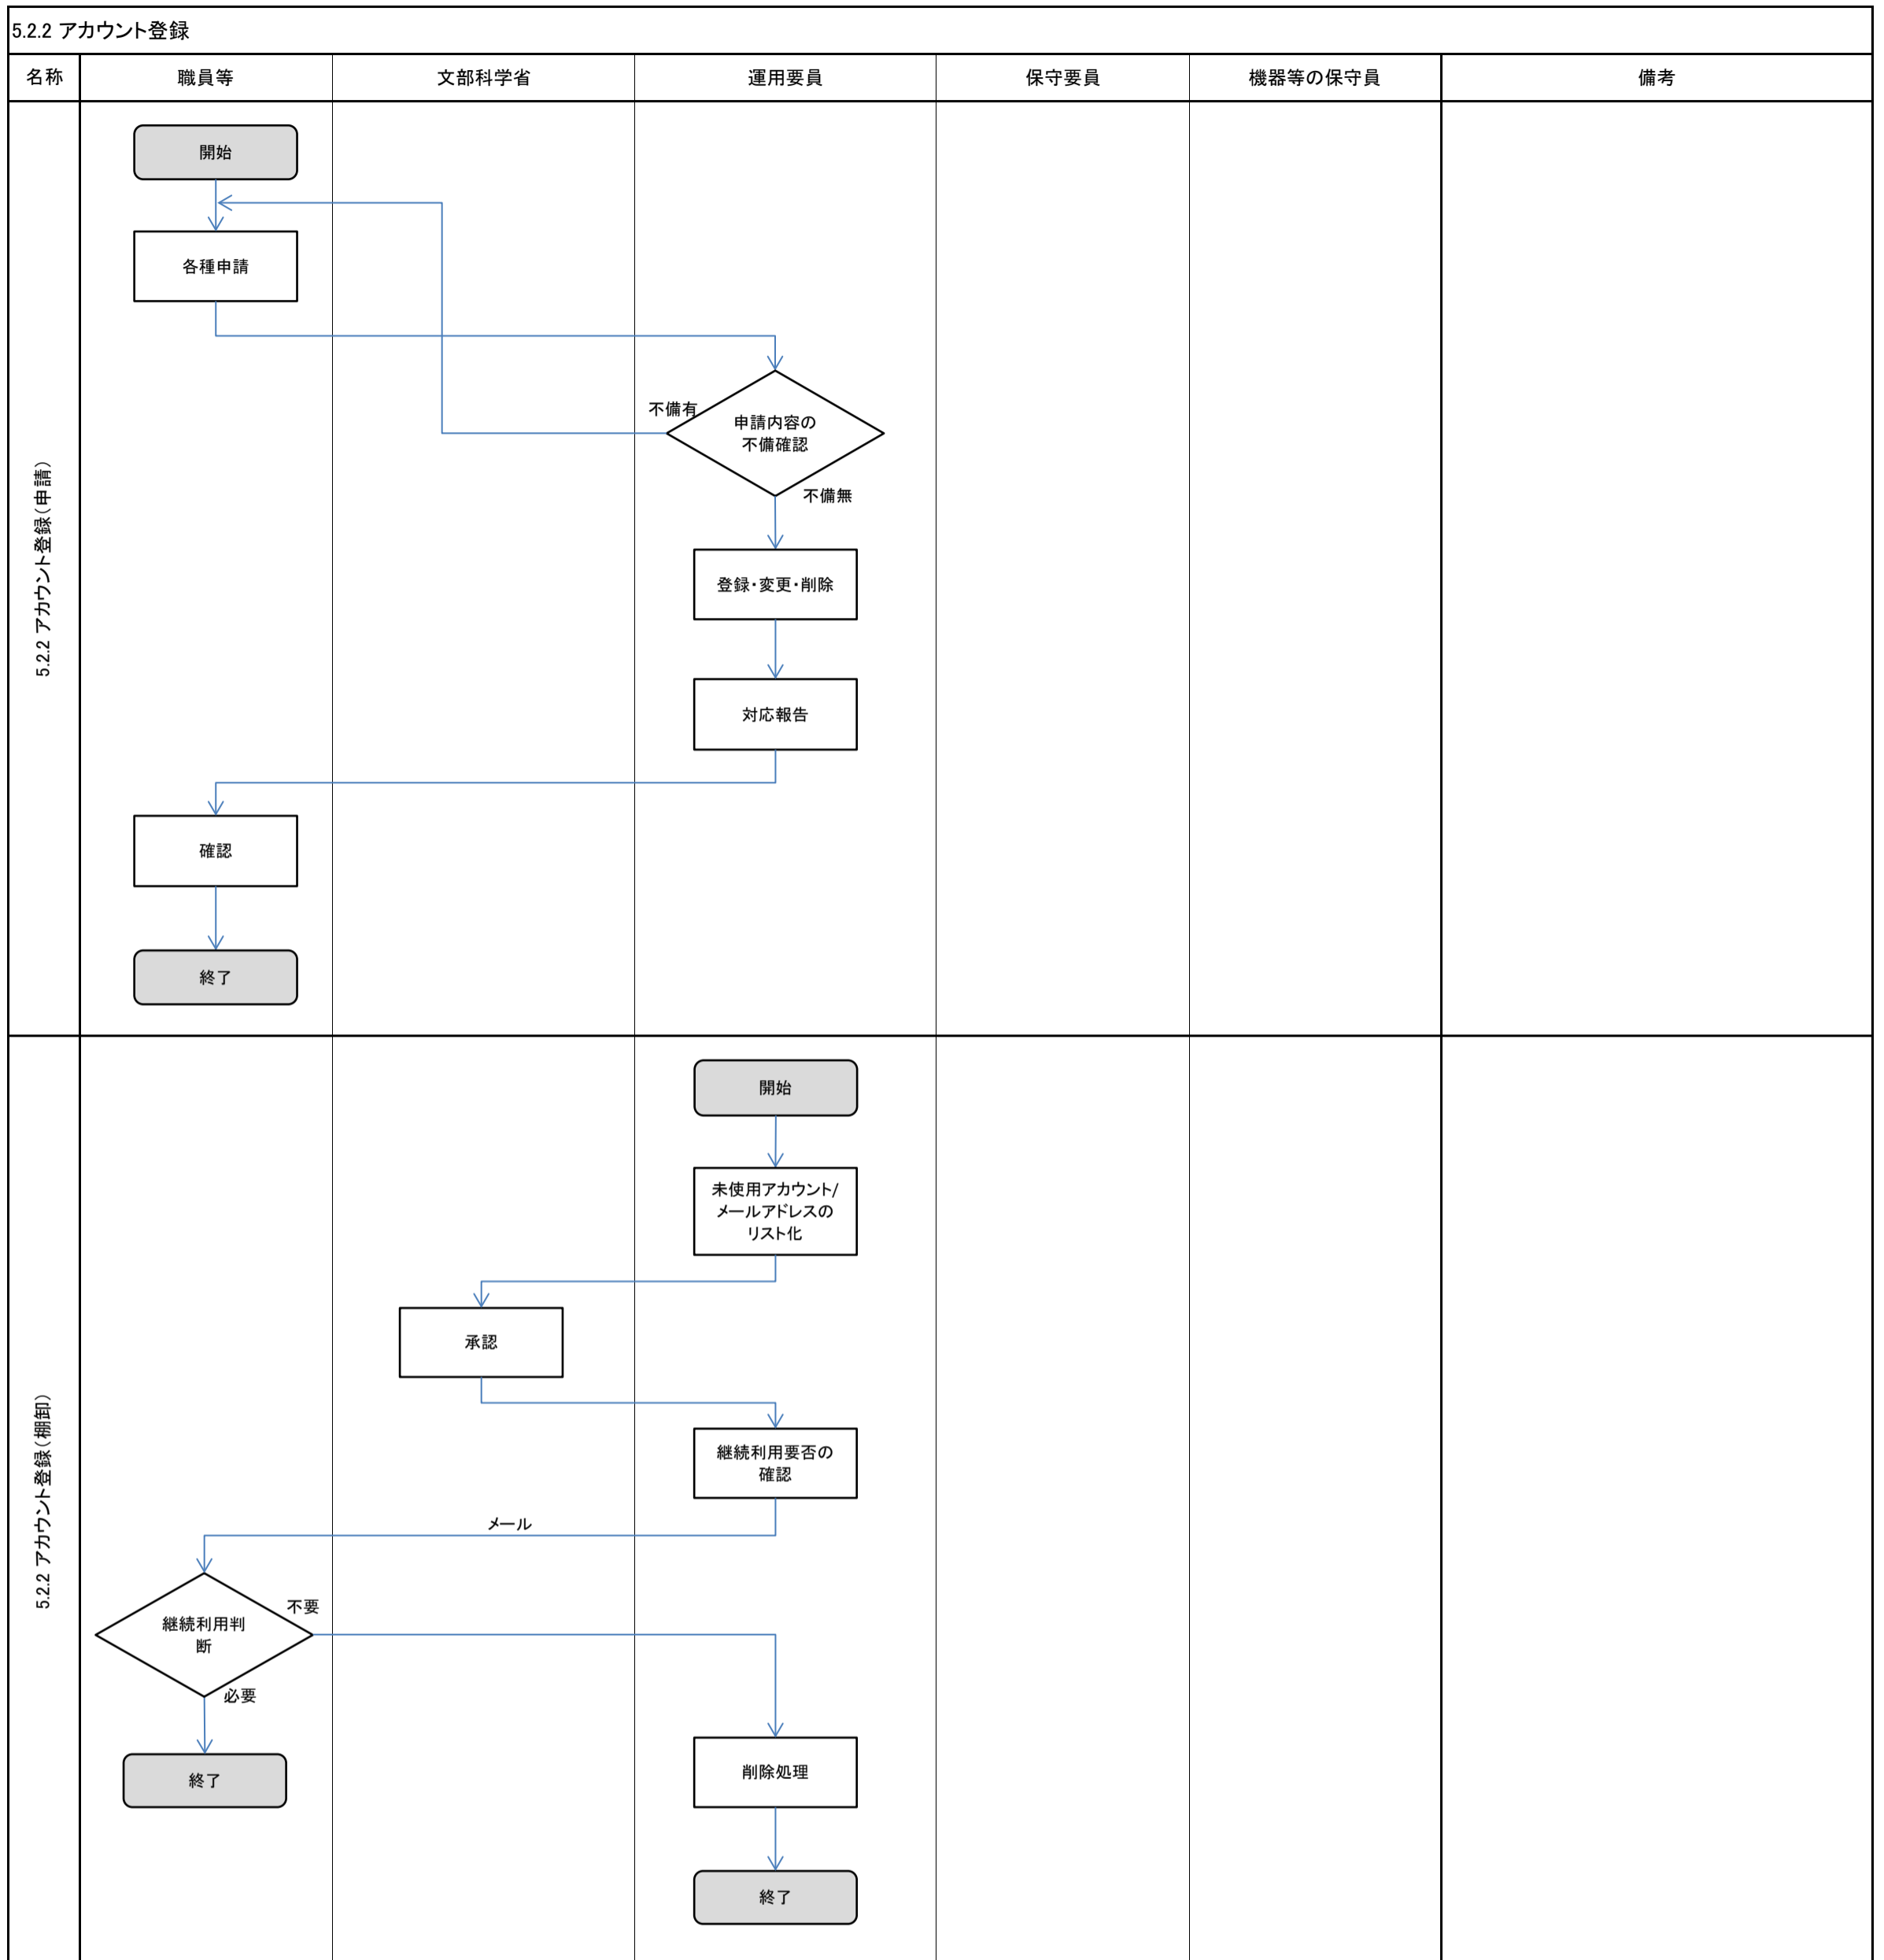 5.2.2 アカウント登録
名称
職員等
文部科学省
運用要員
保守要員
機器等の保守員
備考
5.2.2 アカウント登録(申請)
開始
各種申請
不備有
申請内容の
不備確認
不備無
登録・変更・削除
対応報告
確認
終了
5.2.2 アカウント登録(棚卸)
開始
未使用アカウント/
メールアドレスの
リスト化
承認
継続利用要否の
確認
メール
不要
継続利用判
断
必要
終了
削除処理
終了